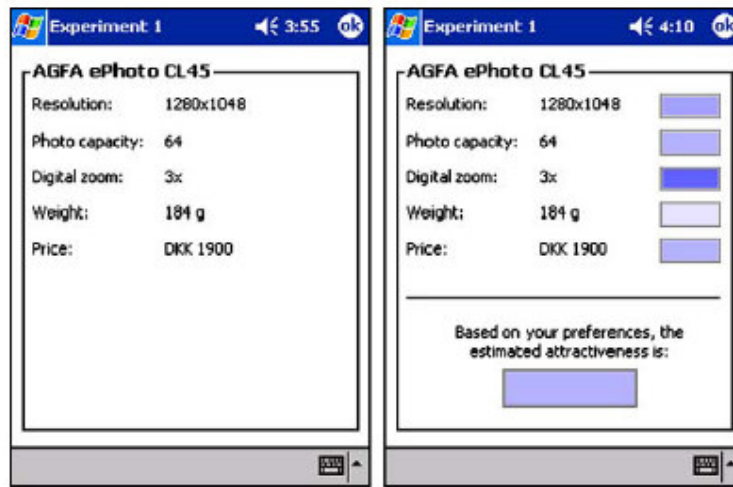 Experiment 1 3:55 ok
AGFA ePhoto CL45
Resolution: 1280x1048
Photo capacity: 64
Digital zoom: 3x
Weight: 184 g
Price: DKK 1900
Experiment 1 4:10 ok
AGFA ePhoto CL45
Resolution: 1280x1048
Photo capacity: 64
Digital zoom: 3x
Weight: 184 g
Price: DKK 1900
Based on your preferences, the
estimated attractiveness is: